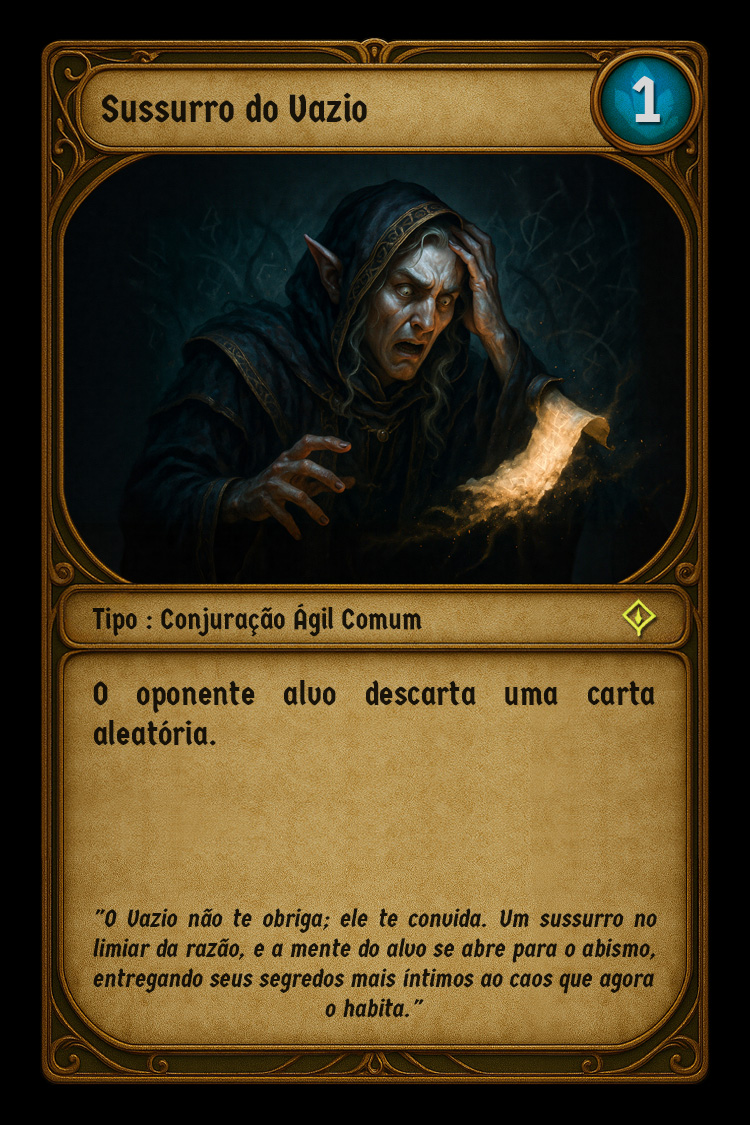 Sussurro do Vazio
1
Tipo : Conjuração Ágil Comum
O oponente alvo descarta uma carta
aleatória.
"O Vazio não te obriga; ele te convida. Um sussurro no
limiar da razão, e a mente do alvo se abre para o abismo,
entregando seus segredos mais íntimos ao caos que agora
o habita."